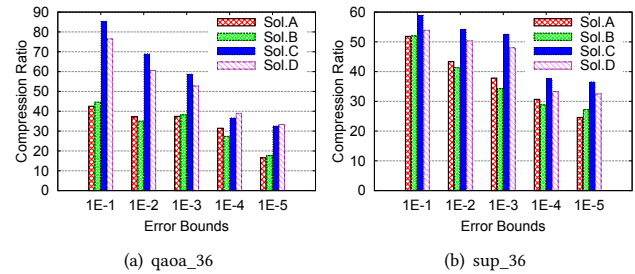 Compression Ratio
90
80
70
60
50
40
30
20
10
0
Sol.A
Sol.B
Sol.C
Sol.D
1E-1 1E-2 1E-3 1E-4 1E-5
Error Bounds
(a) qaoa_36
Compression Ratio
60
50
40
30
20
10
0
Sol.A
Sol.B
Sol.C
Sol.D
1E-1 1E-2 1E-3 1E-4 1E-5
Error Bounds
(b) sup_36